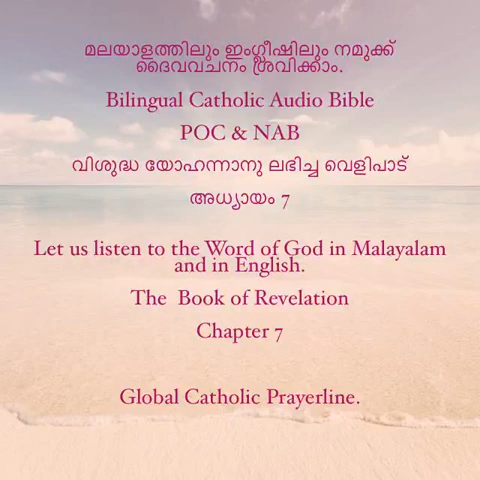 മലയാളത്തിലും ഇംഗ്ലീഷിലും നമുക്ക്
ദൈവവചനം ശ്രവിക്കാം.
Bilingual Catholic Audio Bible
POC & NAB
വിശുദ്ധ യോഹന്നാനു ലഭിച്ച വെളിപാട്
അധ്യായം 7
Let us listen to the Word of God in Malayalam
and in English.
The Book of Revelation
Chapter 7
Global Catholic Prayerline.